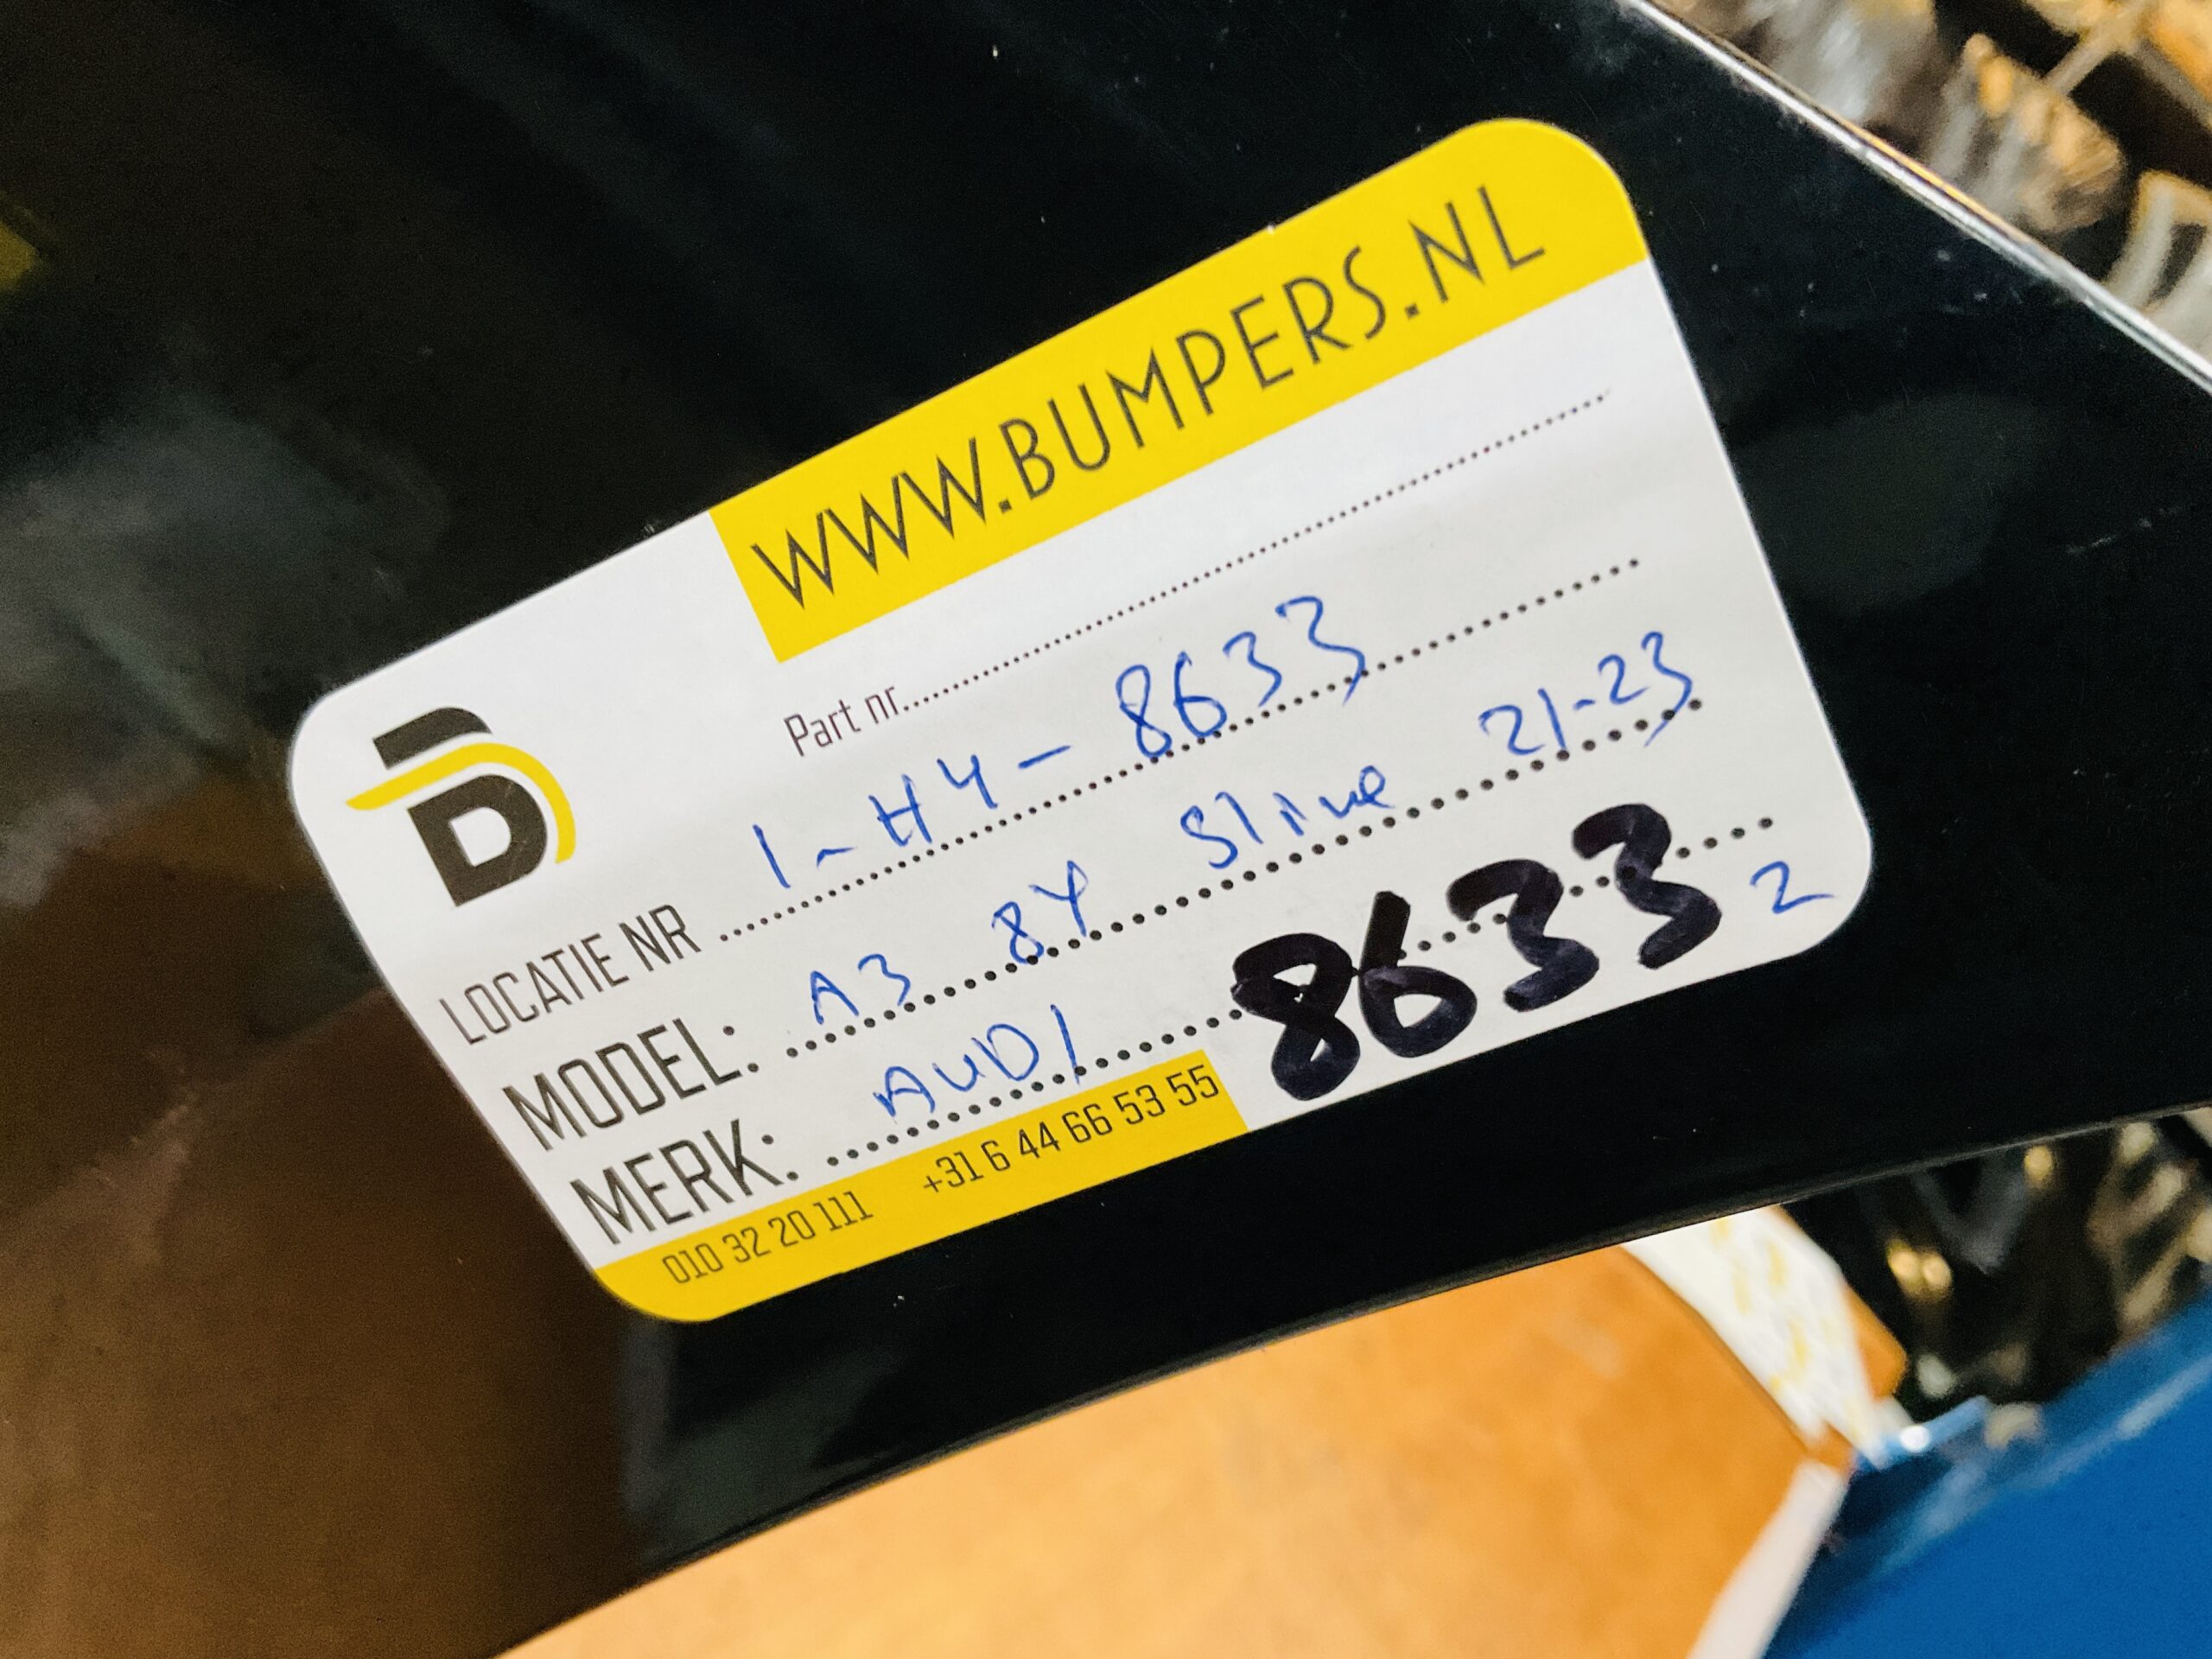 WWW.BUMPERS.NL
Part nr.
LOCATIE NR 1-H4-8633
MODEL: A3 8Y Sline 21-23
MERK: AUDI 8633 2
010 32 20 111 +31 6 44 66 53 55